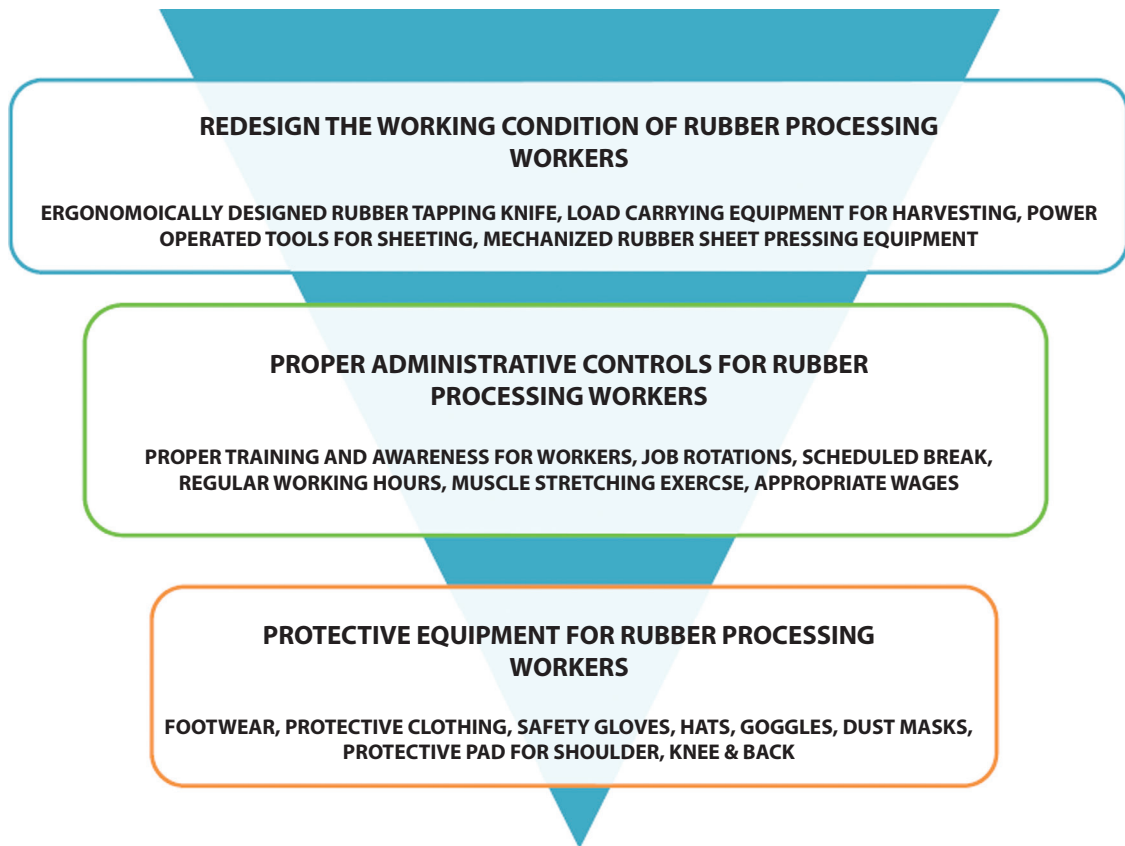 REDESIGN THE WORKING CONDITION OF RUBBER PROCESSING
WORKERS
ERGONOMOICALLY DESIGNED RUBBER TAPPING KNIFE, LOAD CARRYING EQUIPMENT FOR HARVESTING, POWER
OPERATED TOOLS FOR SHEETING, MECHANIZED RUBBER SHEET PRESSING EQUIPMENT
PROPER ADMINISTRATIVE CONTROLS FOR RUBBER
PROCESSING WORKERS
PROPER TRAINING AND AWARENESS FOR WORKERS, JOB ROTATIONS, SCHEDULED BREAK,
REGULAR WORKING HOURS, MUSCLE STRETCHING EXERCSE, APPROPRIATE WAGES
PROTECTIVE EQUIPMENT FOR RUBBER PROCESSING
WORKERS
FOOTWEAR, PROTECTIVE CLOTHING, SAFETY GLOVES, HATS, GOGGLES, DUST MASKS,
PROTECTIVE PAD FOR SHOULDER, KNEE & BACK